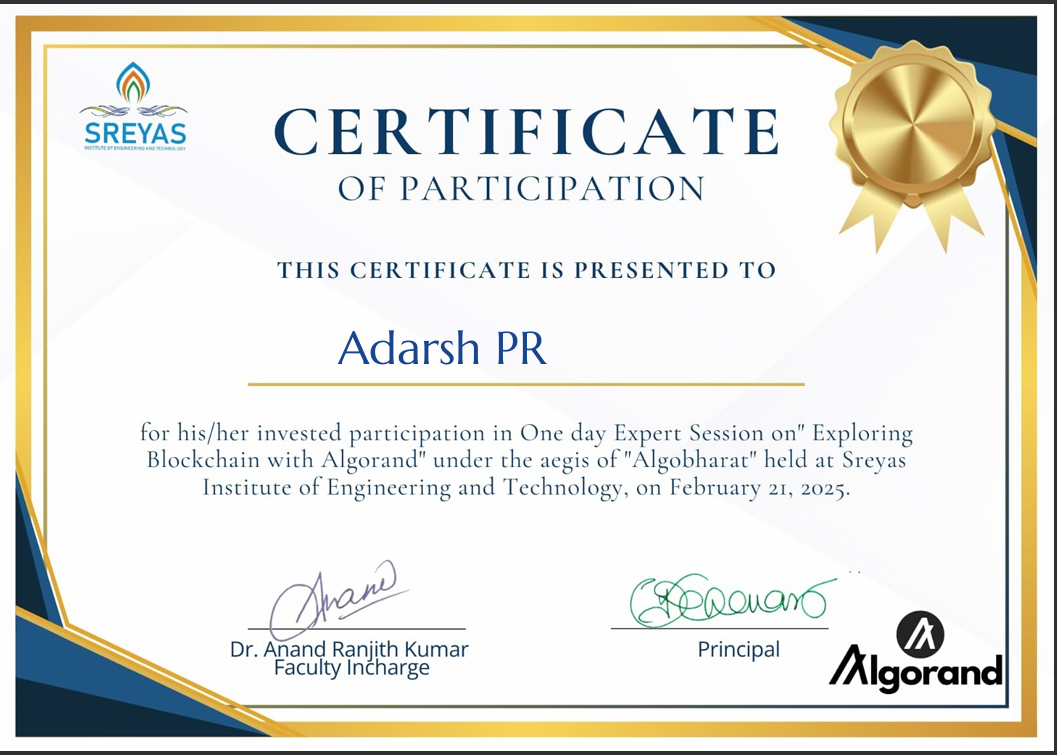 SREYAS
INSTITUTE OF ENGINEERING AND TECHNOLOGY
CERTIFICATE
OF PARTICIPATION
THIS CERTIFICATE IS PRESENTED TO
Adarsh PR
for his/her invested participation in One day Expert Session on" Exploring
Blockchain with Algorand" under the aegis of "Algobharat" held at Sreyas
Institute of Engineering and Technology, on February 21, 2025.
Anand
Dr. Anand Ranjith Kumar
Faculty Incharge
Principal
Algorand